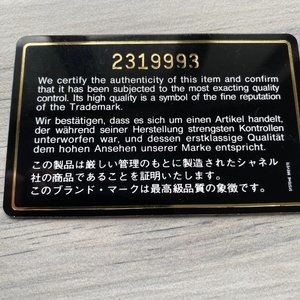 2319993
We certify the authenticity of this item and confirm
that it has been subjected to the most exacting quality
control. Its high quality is a symbol of the fine reputation
of the Trademark.
Wir bestätigen, dass es sich um einen Artikel handelt,
der während seiner Herstellung strengsten Kontrollen
unterworfen war, und dessen erstklassige Qualität
dem hohen Ansehen unserer Marke entspricht.
この製品は厳しい管理のもとに製造されたシャネル
社の商品であることを証明いたします。
このブランド・マークは最高級品質の象徴です。